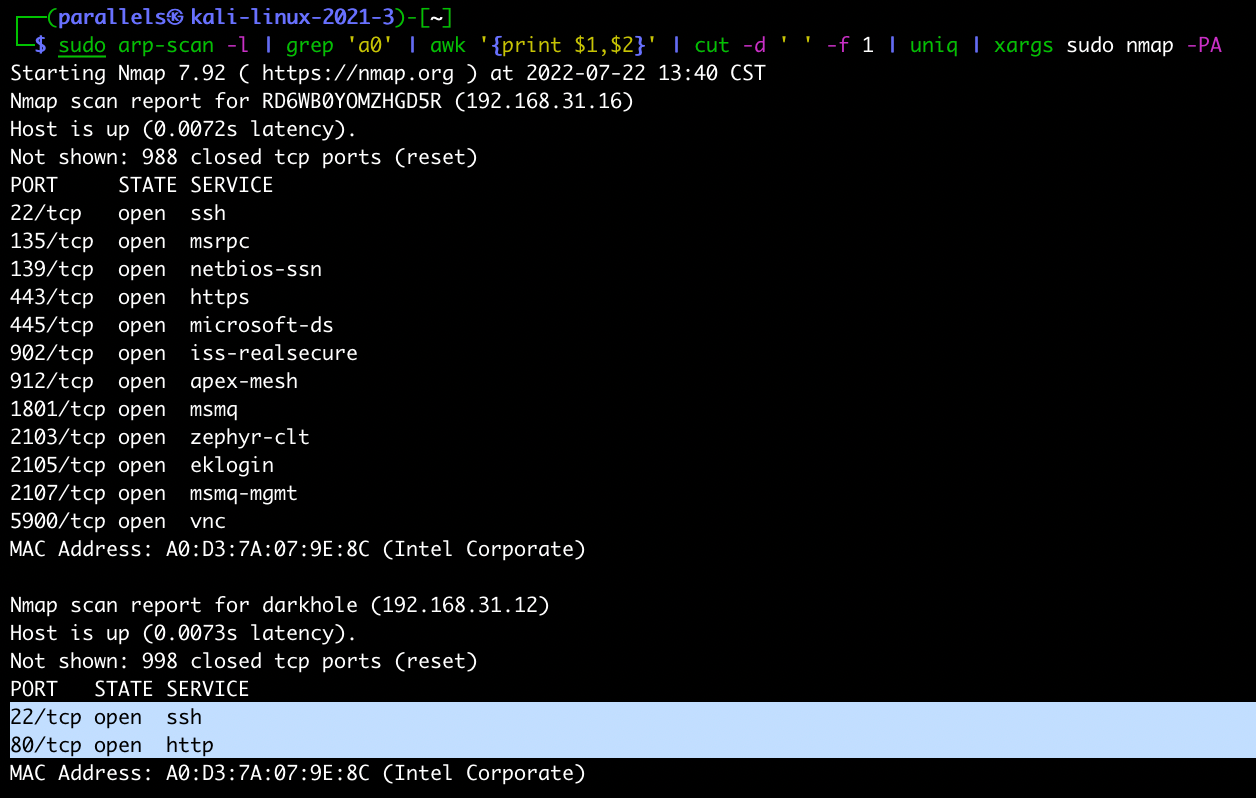 ┌──(parallels㉿kali-linux-2021-3)-[~]
└─$ sudo arp-scan -l | grep 'a0' | awk '{print $1,$2}' | cut -d ' ' -f 1 | uniq | xargs sudo nmap -PA
Starting Nmap 7.92 ( https://nmap.org ) at 2022-07-22 13:40 CST
Nmap scan report for RD6WB0YOMZHGD5R (192.168.31.16)
Host is up (0.0072s latency).
Not shown: 988 closed tcp ports (reset)
PORT     STATE SERVICE
22/tcp   open  ssh
135/tcp  open  msrpc
139/tcp  open  netbios-ssn
443/tcp  open  https
445/tcp  open  microsoft-ds
902/tcp  open  iss-realsecure
912/tcp  open  apex-mesh
1801/tcp open  msmq
2103/tcp open  zephyr-clt
2105/tcp open  eklogin
2107/tcp open  msmq-mgmt
5900/tcp open  vnc
MAC Address: A0:D3:7A:07:9E:8C (Intel Corporate)
Nmap scan report for darkhole (192.168.31.12)
Host is up (0.0073s latency).
Not shown: 998 closed tcp ports (reset)
PORT   STATE SERVICE
22/tcp open  ssh
80/tcp open  http
MAC Address: A0:D3:7A:07:9E:8C (Intel Corporate)